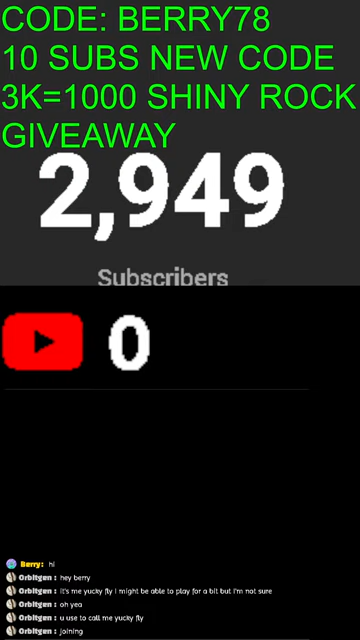 CODE: BERRY78
10 SUBS NEW CODE
3K=1000 SHINY ROCK
GIVEAWAY
2,949
Subscribers
0
Berry: hi
Orbitgen: hey berry
Orbitgen: it's me yucky fly i might be able to play for a bit but i'm not sure
Orbitgen: oh yea
Orbitgen: u use to call me yucky fly
Orbitgen: joining